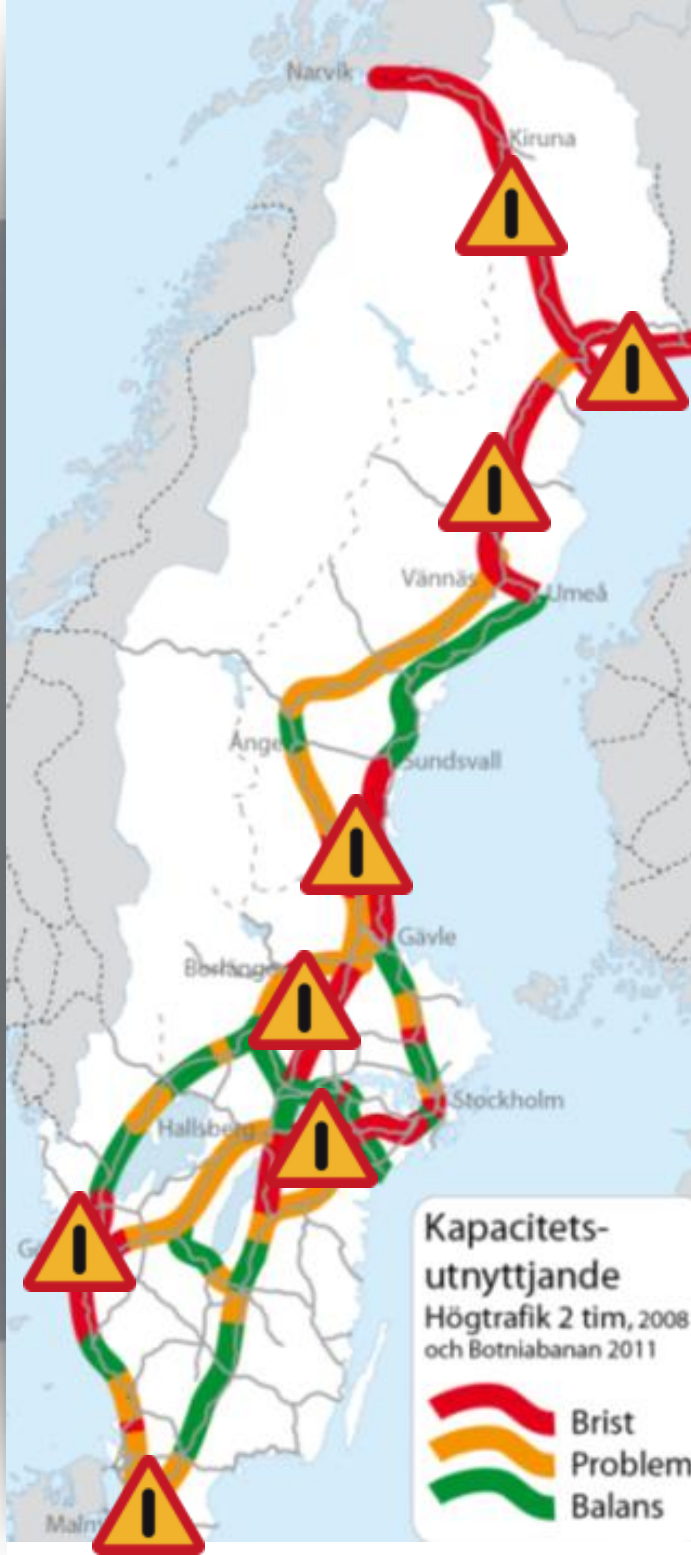 Narvik
Kiruna
Vännäs
Umeå
Ånge
Sundsvall
Gävle
Borlänge
Stockholm
Hallsberg
Kapacitets-
utnyttjande
Högtrafik 2 tim, 2008
och Botniabanan 2011
Brist
Problem
Balans